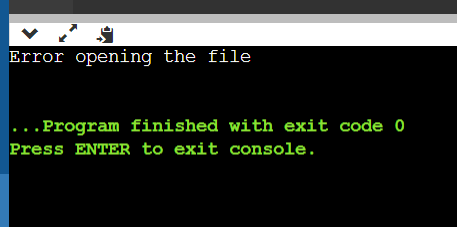 Error opening the file
...Program finished with exit code 0
Press ENTER to exit console.